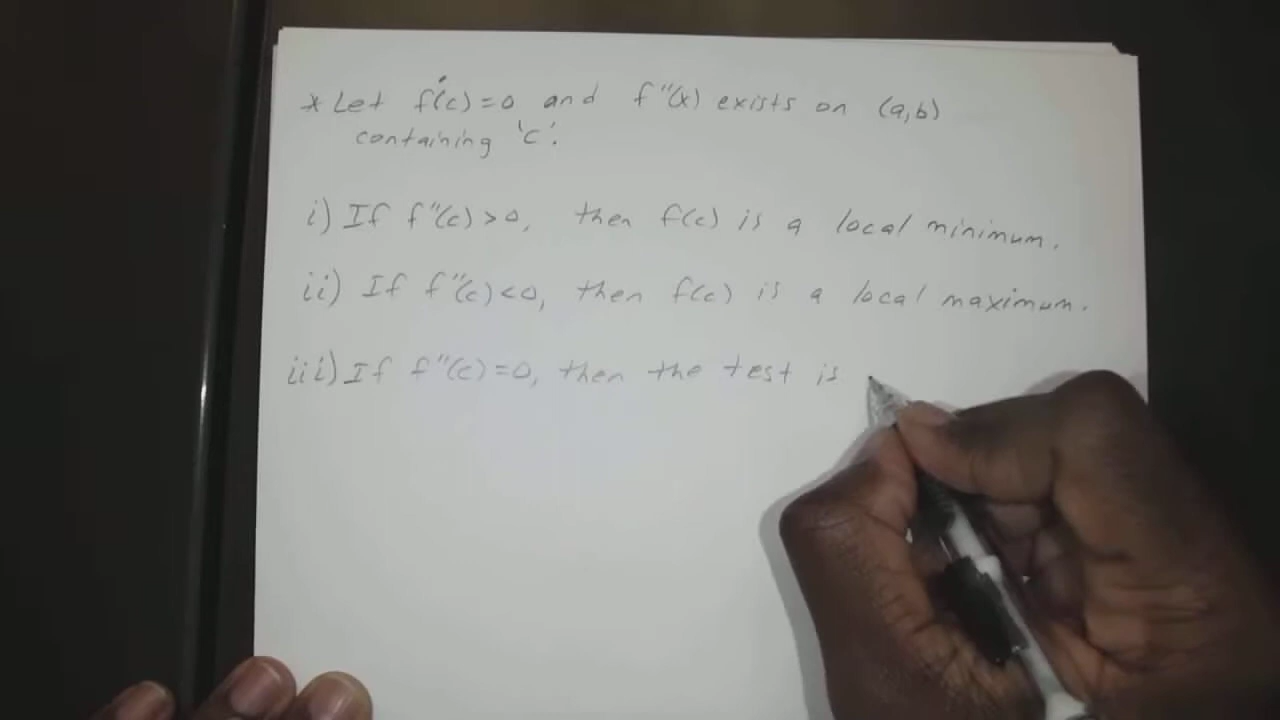 * Let f'(c) = 0 and f''(x) exists on (a,b)
containing 'c'.
i) If f''(c) > 0, then f(c) is a local minimum.
ii) If f''(c) < 0, then f(c) is a local maximum.
iii) If f''(c) = 0, then the test is